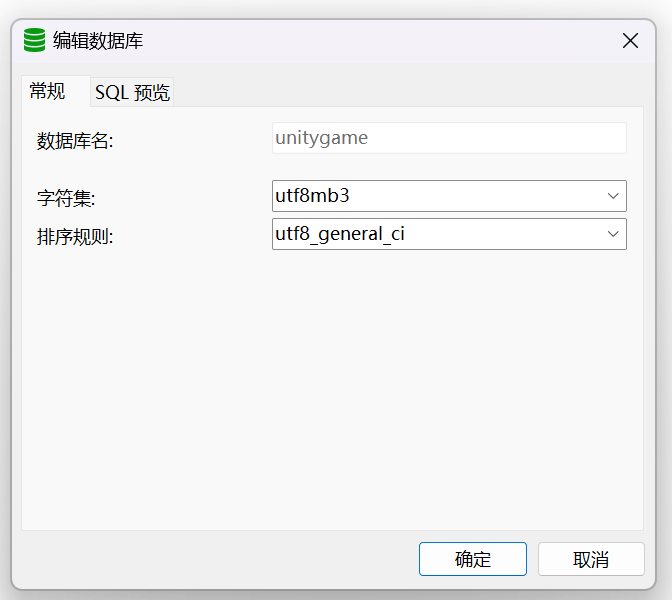 编辑数据库
常规
SQL 预览
数据库名:
unitygame
字符集:
utf8mb3
排序规则:
utf8_general_ci
确定
取消